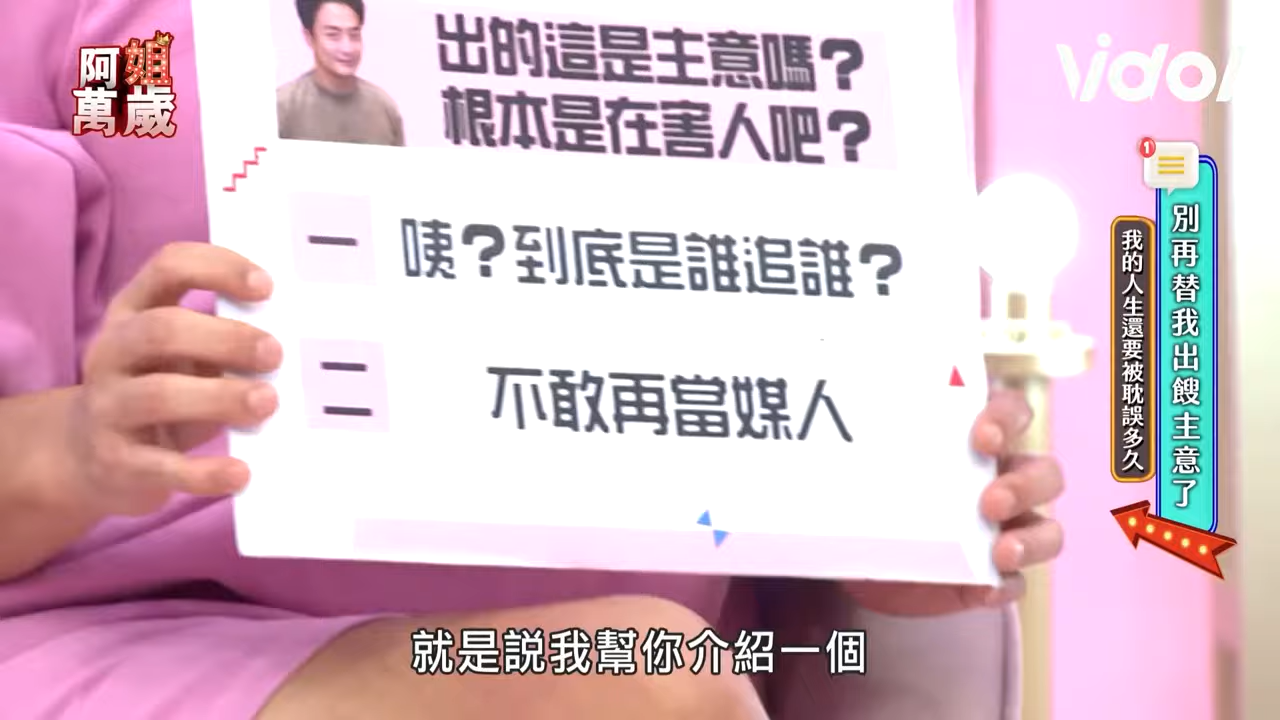 阿姐
萬歲
Vidol
出的這是主意嗎？
根本是在害人吧？
一 咦？到底是誰追誰？
二 不敢再當媒人
1
別再替我出餿主意了
我的人生還要被耽誤多久
就是說我幫你介紹一個